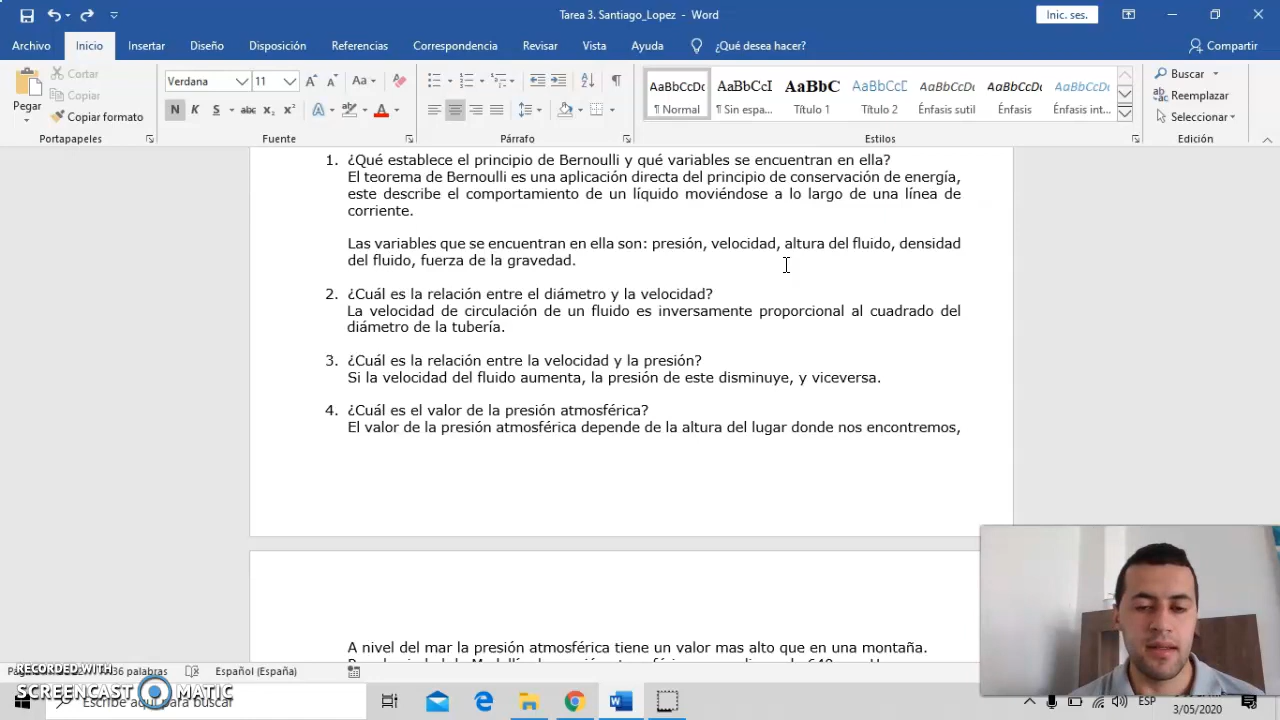 Tarea 3. Santiago_Lopez - Word
Inic. ses.
Archivo Inicio Insertar Diseño Disposición Referencias Correspondencia Revisar Vista Ayuda ¿Qué desea hacer? Compartir
Pegar
Cortar
Copiar
Copiar formato
Portapapeles
Verdana 11
Fuente
Párrafo
AaBbCcDc AaBbCcI AaBbC AaBbCcD AaBbCcDc AaBbCcDc AaBbCcDc
¶ Normal ¶ Sin espa... Título 1 Título 2 Énfasis sutil Énfasis Énfasis int...
Estilos
Buscar
Reemplazar
Seleccionar
Edición
1. ¿Qué establece el principio de Bernoulli y qué variables se encuentran en ella?
El teorema de Bernoulli es una aplicación directa del principio de conservación de energía,
este describe el comportamiento de un líquido moviéndose a lo largo de una línea de
corriente.
Las variables que se encuentran en ella son: presión, velocidad, altura del fluido, densidad
del fluido, fuerza de la gravedad.
2. ¿Cuál es la relación entre el diámetro y la velocidad?
La velocidad de circulación de un fluido es inversamente proporcional al cuadrado del
diámetro de la tubería.
3. ¿Cuál es la relación entre la velocidad y la presión?
Si la velocidad del fluido aumenta, la presión de este disminuye, y viceversa.
4. ¿Cuál es el valor de la presión atmosférica?
El valor de la presión atmosférica depende de la altura del lugar donde nos encontremos,
A nivel del mar la presión atmosférica tiene un valor mas alto que en una montaña.
RECORDED WITH
palabras Español (España)
SCREENCAST MATIC
Escribe aquí para buscar
ESP
3/05/2020